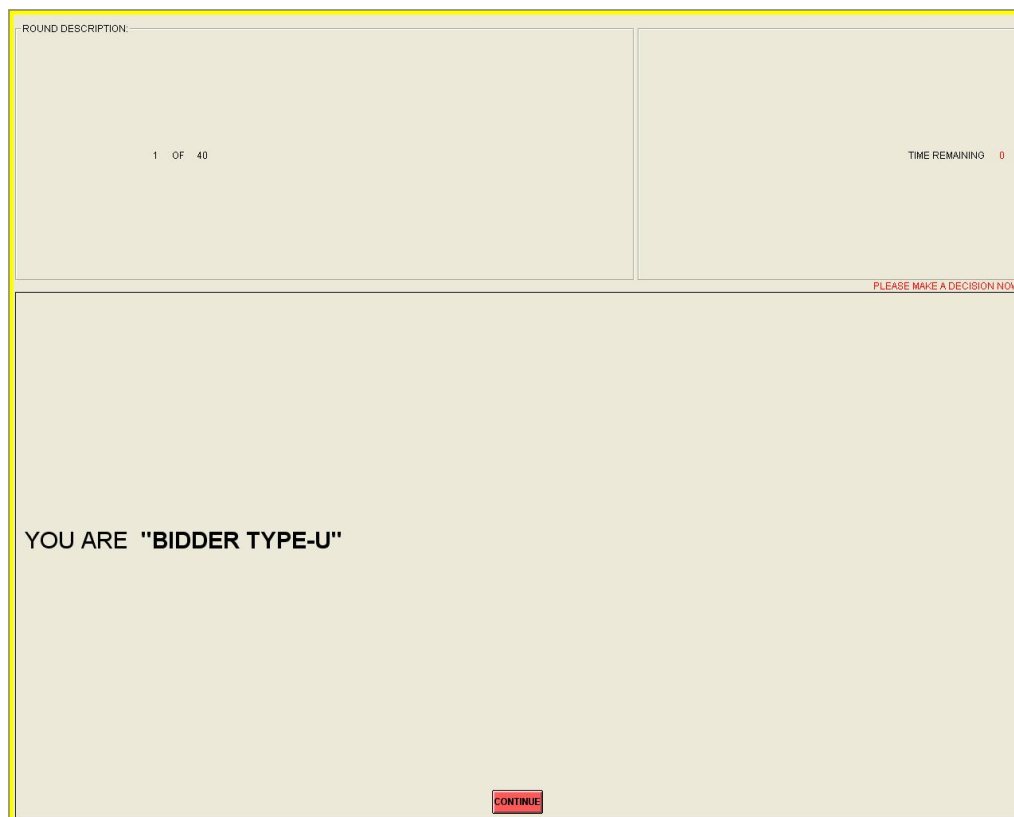 ROUND DESCRIPTION:
1 OF 40
TIME REMAINING 0
PLEASE MAKE A DECISION NOW
YOU ARE "BIDDER TYPE-U"
CONTINUE